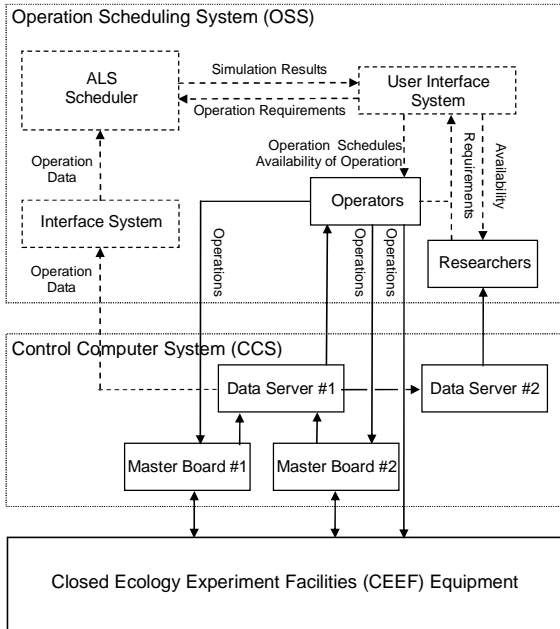 Operation Scheduling System (OSS)
ALS
Scheduler
Simulation Results
Operation Requirements
User Interface
System
Operation
Data
Operation Schedules
Availability of Operation
Requirements
Availability
Interface System
Operators
Operation
Data
Operations
Operations
Operations
Researchers
Control Computer System (CCS)
Data Server #1
Data Server #2
Master Board #1
Master Board #2
Closed Ecology Experiment Facilities (CEEF) Equipment